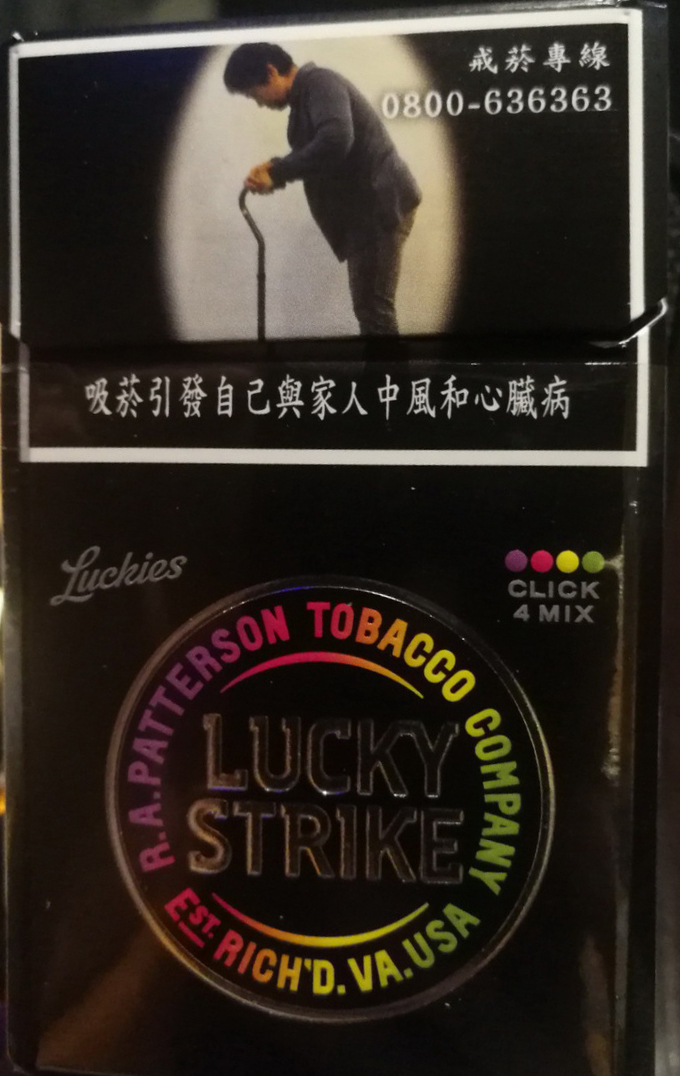 戒菸專線
0800-636363
吸菸引發自己與家人中風和心臟病
Luckies
CLICK
4 MIX
R.A.PATTERSON TOBACCO COMPANY
LUCKY
STRIKE
EST. RICH'D. VA. USA